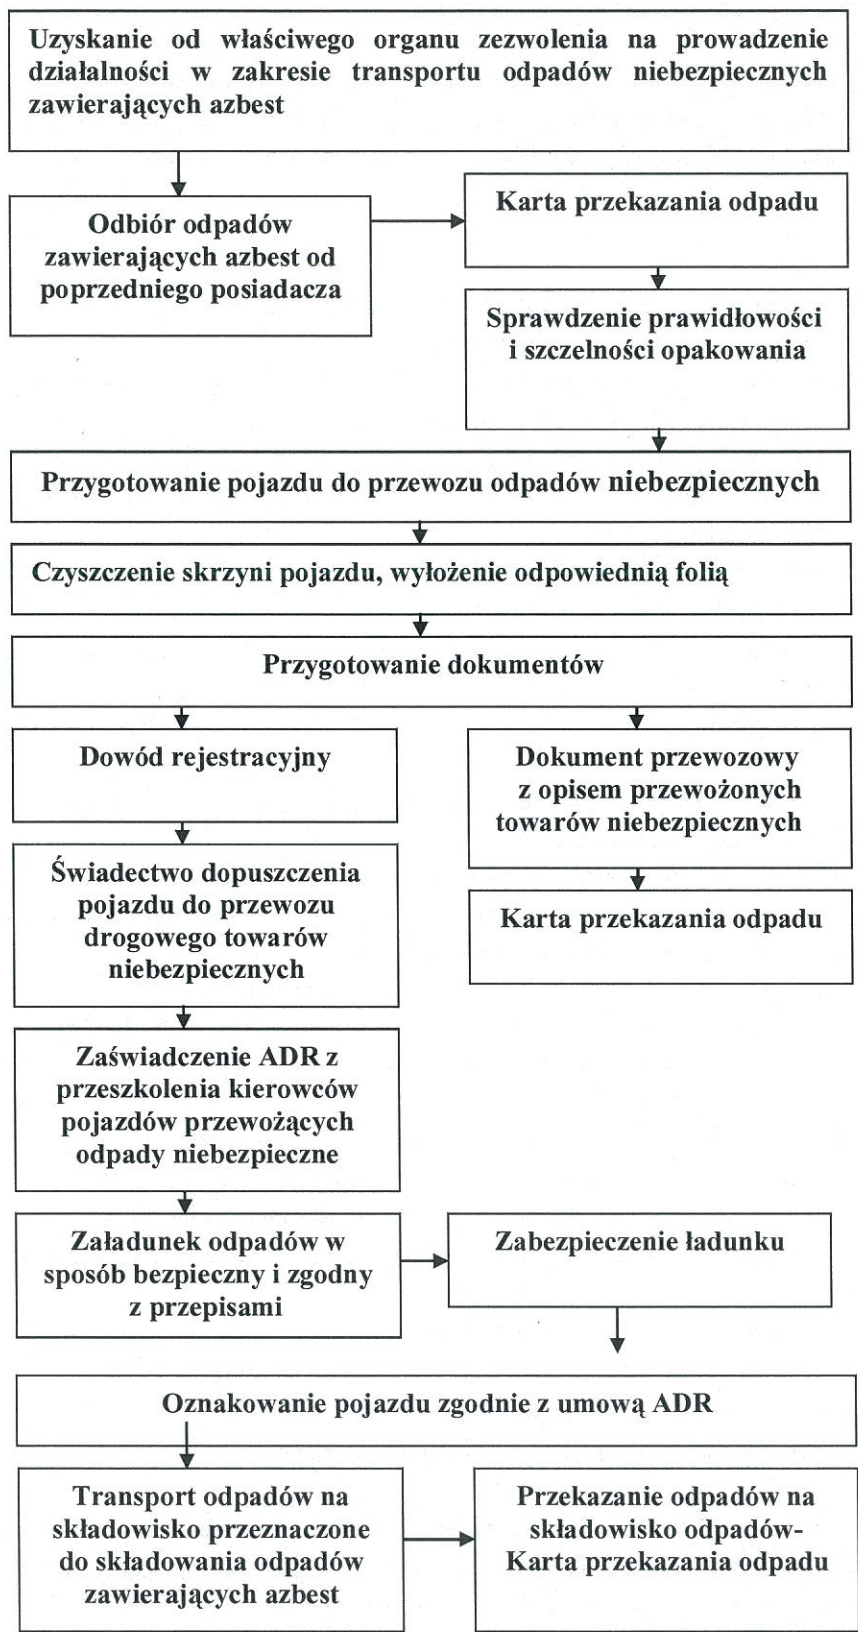 Uzyskanie od właściwego organu zezwolenia na prowadzenie
działalności w zakresie transportu odpadów niebezpiecznych
zawierających azbest
Odbiór odpadów
zawierających azbest od
poprzedniego posiadacza
Karta przekazania odpadu
Sprawdzenie prawidłowości
i szczelności opakowania
Przygotowanie pojazdu do przewozu odpadów niebezpiecznych
Czyszczenie skrzyni pojazdu, wyłożenie odpowiednią folią
Przygotowanie dokumentów
Dowód rejestracyjny
Świadectwo dopuszczenia
pojazdu do przewozu
drogowego towarów
niebezpiecznych
Zaświadczenie ADR z
przeszkolenia kierowców
pojazdów przewożących
odpady niebezpieczne
Dokument przewozowy
z opisem przewożonych
towarów niebezpiecznych
Karta przekazania odpadu
Załadunek odpadów w
sposób bezpieczny i zgodny
z przepisami
Zabezpieczenie ładunku
Oznakowanie pojazdu zgodnie z umową ADR
Transport odpadów na
składowisko przeznaczone
do składowania odpadów
zawierających azbest
Przekazanie odpadów na
składowisko odpadów-
Karta przekazania odpadu